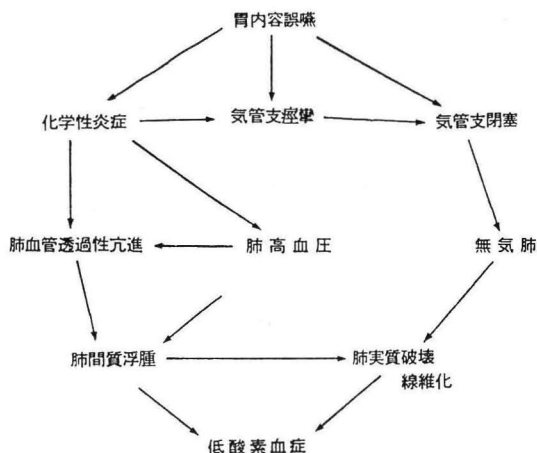 胃内容誤嚥
化学性炎症
気管支痙攣
気管支閉塞
肺血管透過性亢進
肺高血圧
無気肺
肺間質浮腫
肺実質破壊
線維化
低酸素血症